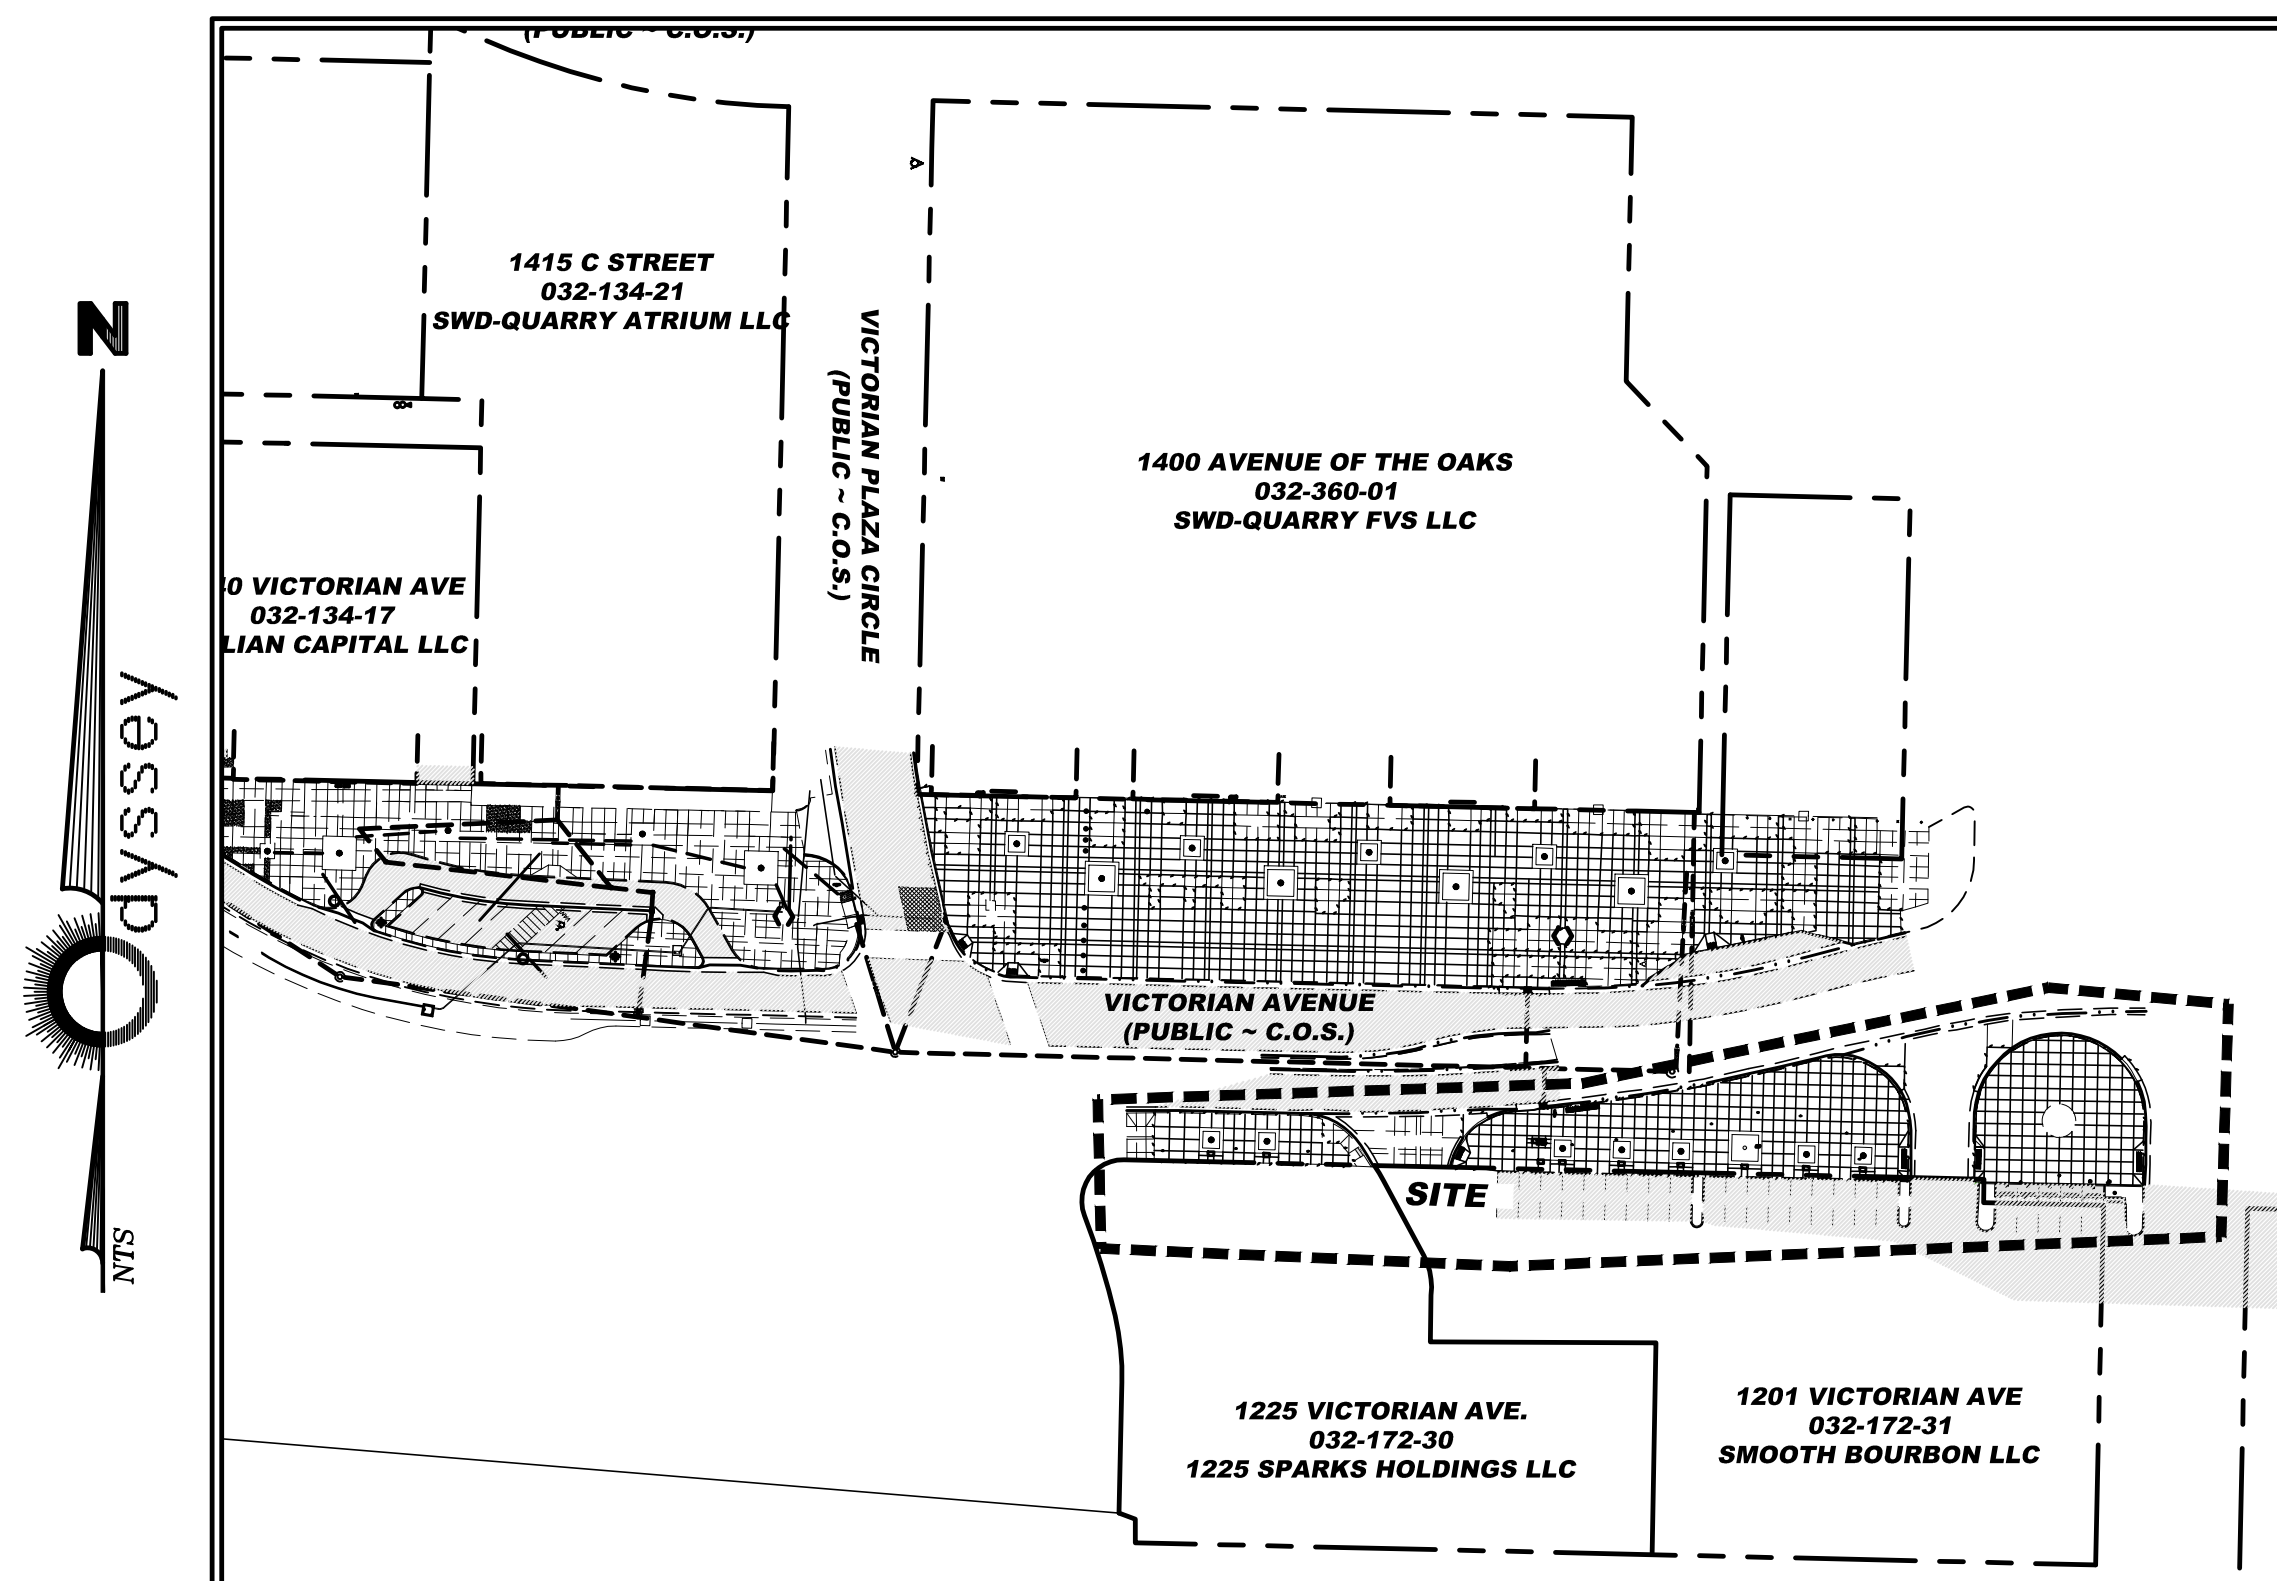 (PUBLIC ~ C.O.S.)
N
1415 C STREET
032-134-21
SWD-QUARRY ATRIUM LLC
VICTORIAN PLAZA CIRCLE
(PUBLIC ~ C.O.S.)
1400 AVENUE OF THE OAKS
032-360-01
SWD-QUARRY FVS LLC
0 VICTORIAN AVE
032-134-17
LIAN CAPITAL LLC
Odyssey
NTS
VICTORIAN AVENUE
(PUBLIC ~ C.O.S.)
SITE
1225 VICTORIAN AVE.
032-172-30
1225 SPARKS HOLDINGS LLC
1201 VICTORIAN AVE
032-172-31
SMOOTH BOURBON LLC